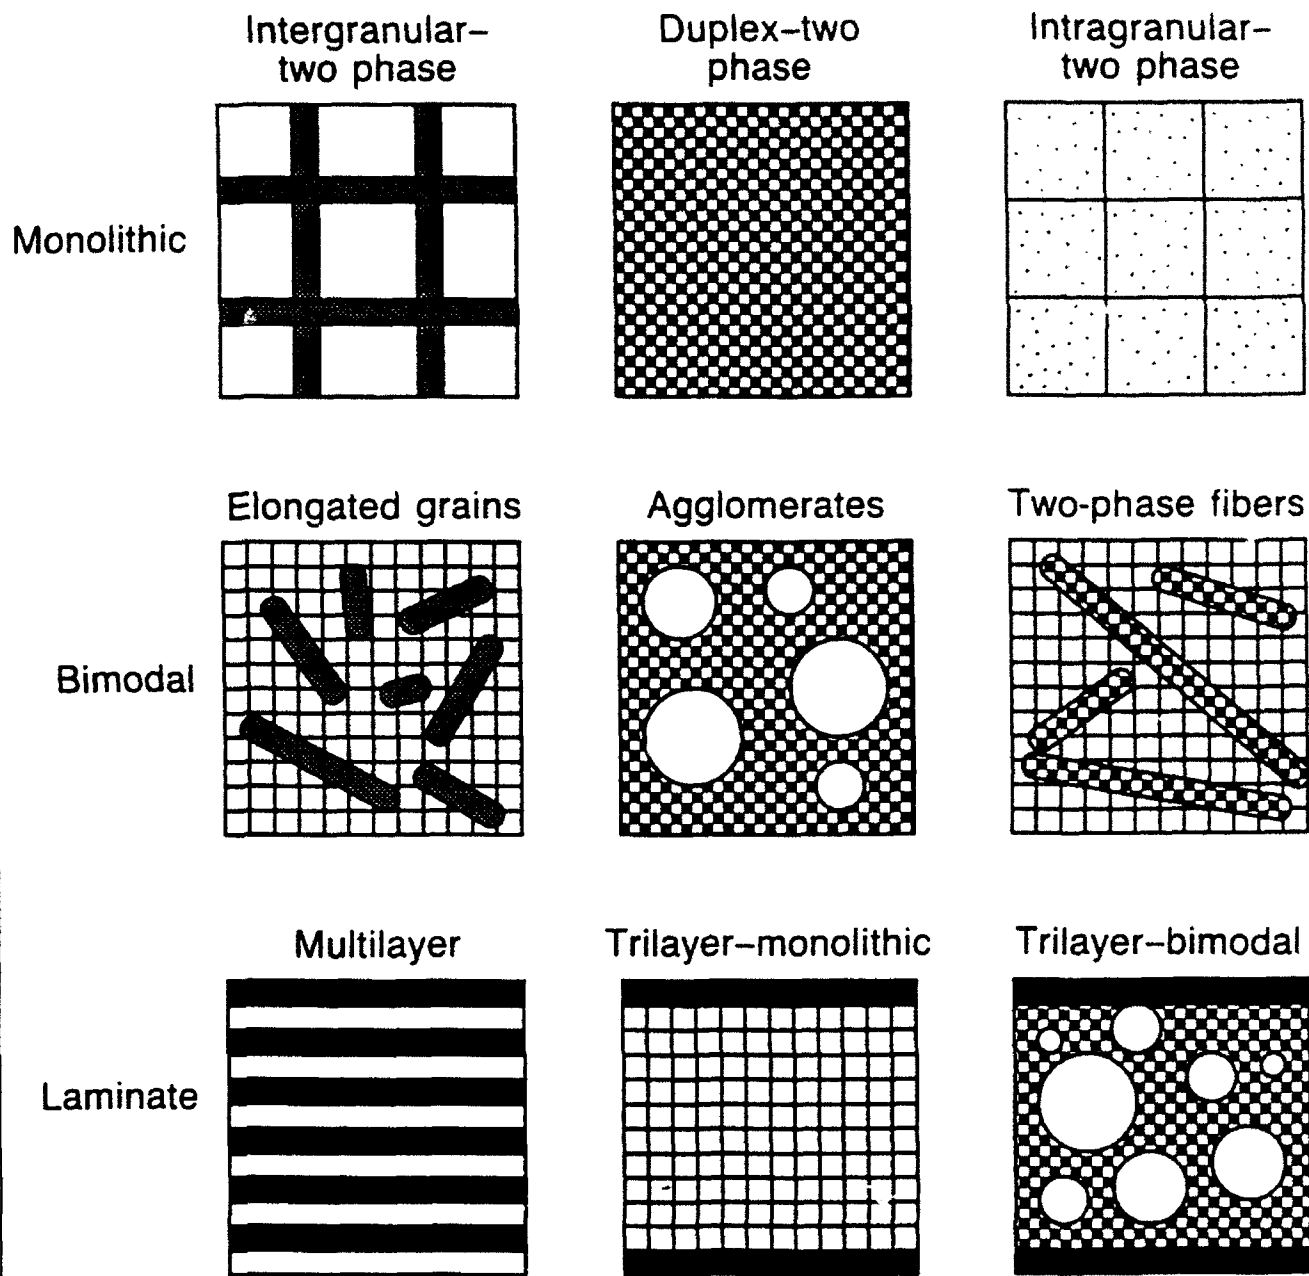 Intergranular–
two phase
Duplex–two
phase
Intragranular–
two phase
Monolithic
Elongated grains
Agglomerates
Two-phase fibers
Bimodal
Multilayer
Trilayer–monolithic
Trilayer–bimodal
Laminate